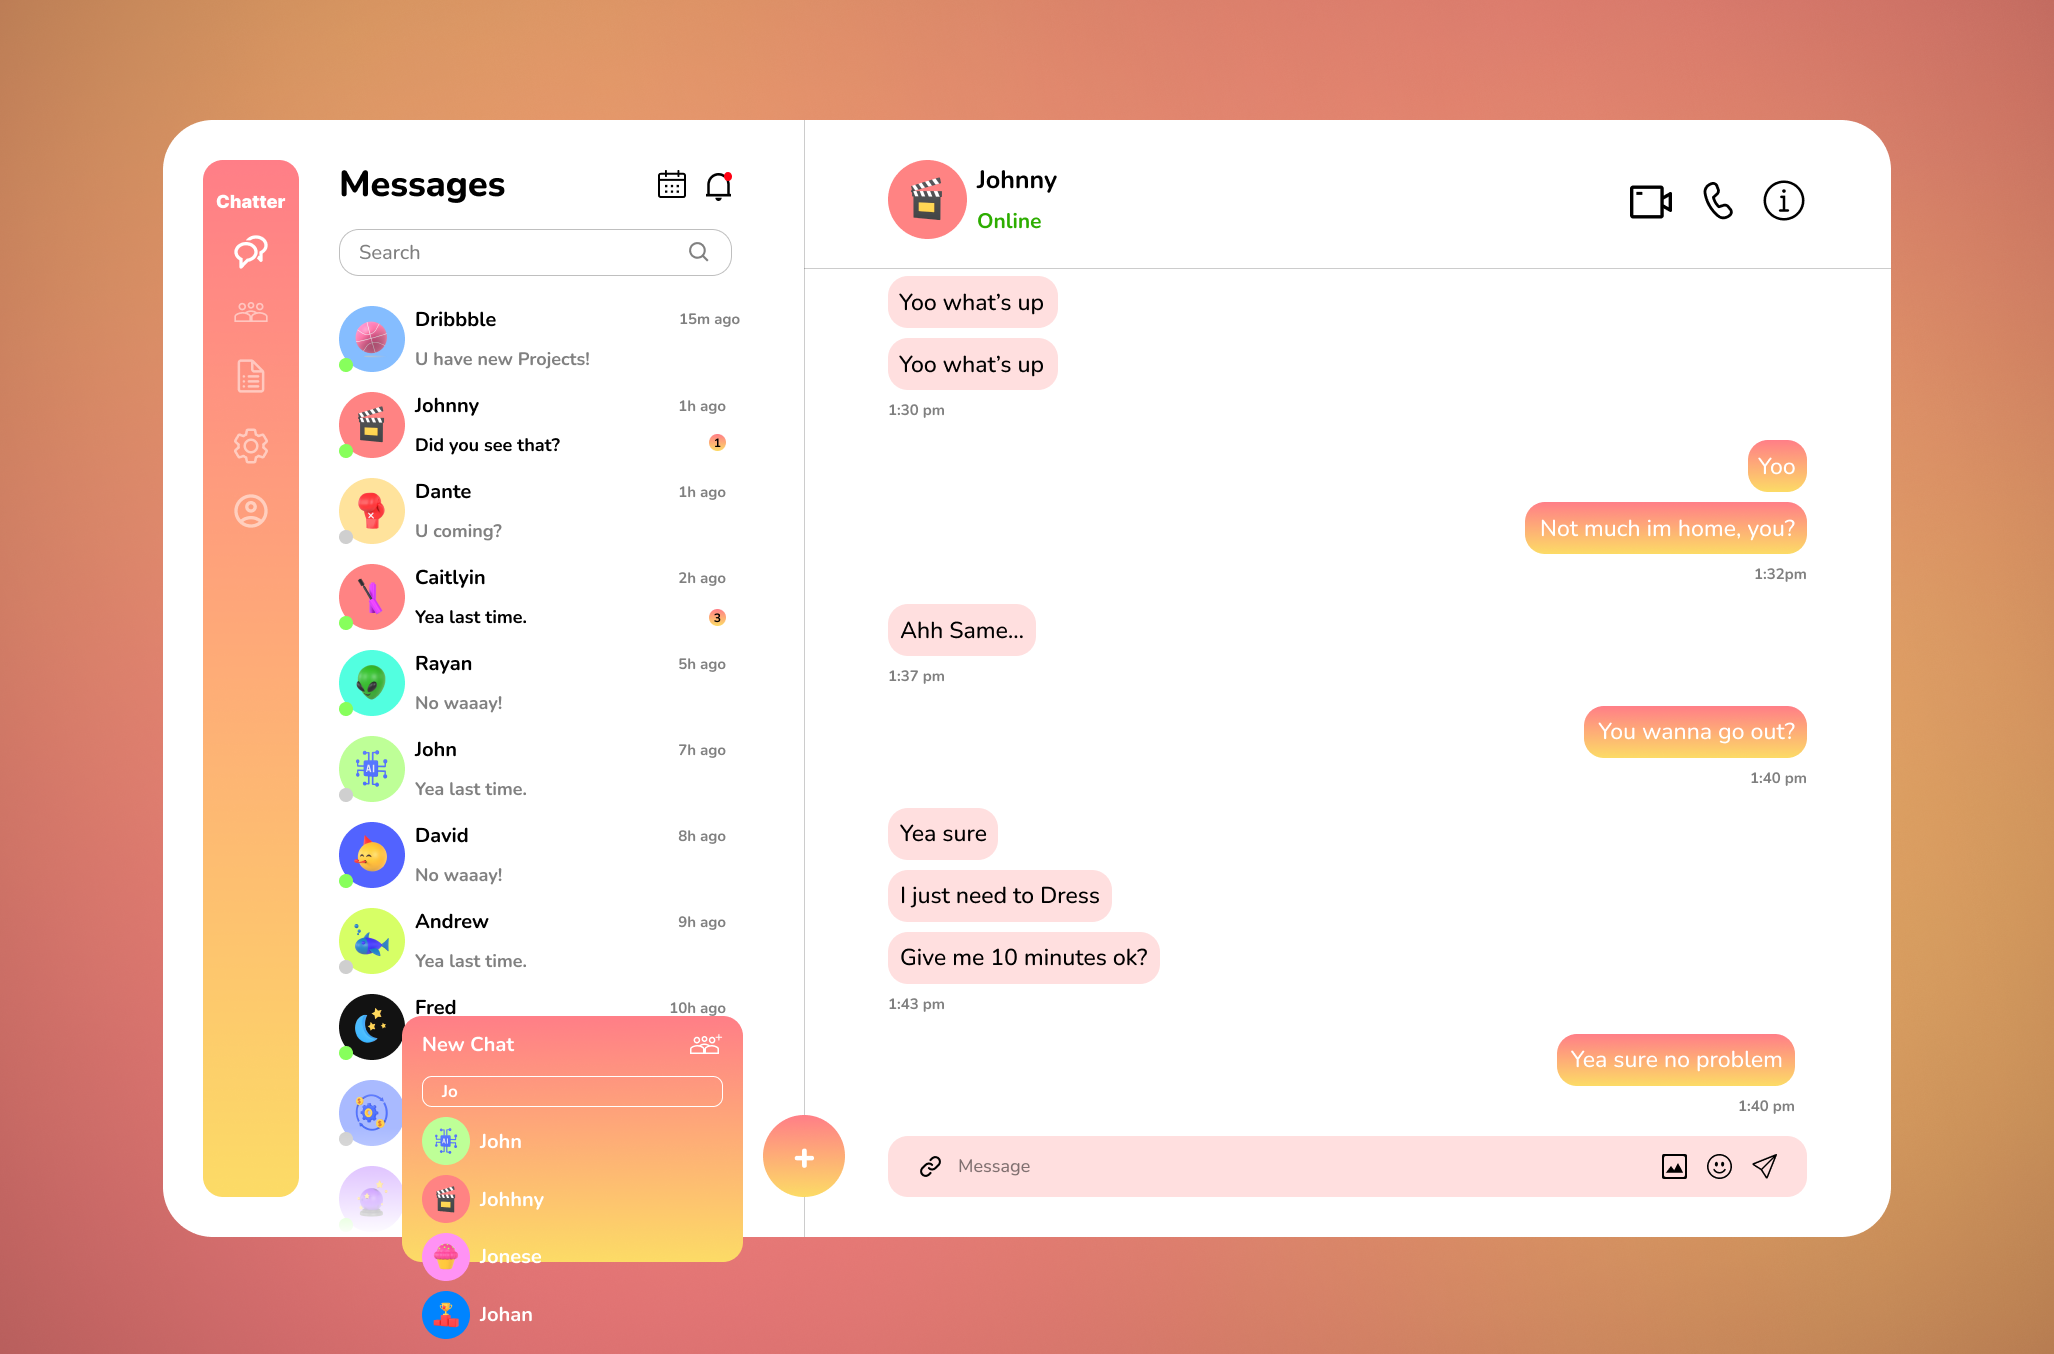 Chatter
Messages
Search
Dribbble
15m ago
U have new Projects!
Johnny
1h ago
Did you see that?
1
Dante
1h ago
U coming?
Caitlyin
2h ago
Yea last time.
3
Rayan
5h ago
No waaay!
John
7h ago
AI
Yea last time.
David
8h ago
No waaay!
Andrew
9h ago
Yea last time.
Fred
10h ago
New Chat
Jo
John
AI
Johhny
Jonese
Johan
+
Johnny
Online
Yoo what’s up
Yoo what’s up
1:30 pm
Yoo
Not much im home, you?
1:32pm
Ahh Same...
1:37 pm
You wanna go out?
1:40 pm
Yea sure
I just need to Dress
Give me 10 minutes ok?
1:43 pm
Yea sure no problem
1:40 pm
Message